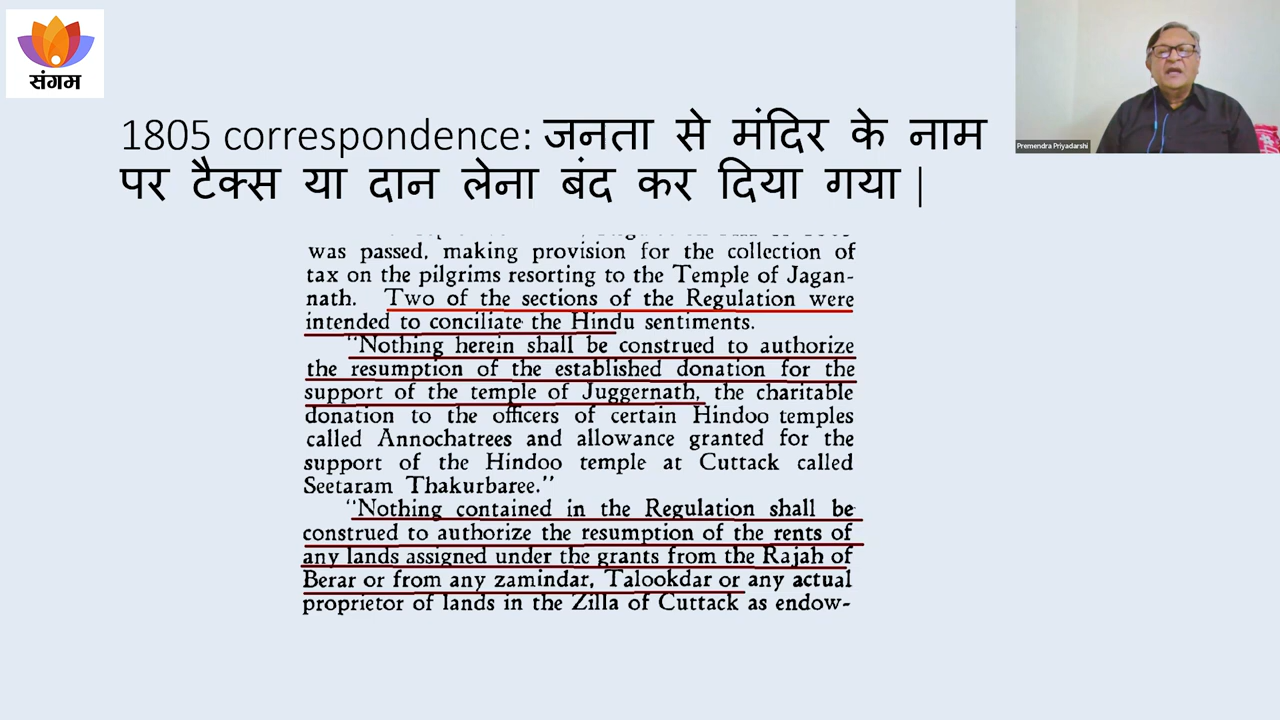 संगम
Premendra Priyadarshi
1805 correspondence: जनता से मंदिर के नाम
पर टैक्स या दान लेना बंद कर दिया गया |
was passed, making provision for the collection of
tax on the pilgrims resorting to the Temple of Jagan-
nath. Two of the sections of the Regulation were
intended to conciliate the Hindu sentiments.
"Nothing herein shall be construed to authorize
the resumption of the established donation for the
support of the temple of Juggernath, the charitable
donation to the officers of certain Hindoo temples
called Annochatrees and allowance granted for the
support of the Hindoo temple at Cuttack called
Seetaram Thakurbaree."
"Nothing contained in the Regulation shall be
construed to authorize the resumption of the rents of
any lands assigned under the grants from the Rajah of
Berar or from any zamindar, Talookdar or any actual
proprietor of lands in the Zilla of Cuttack as endow-